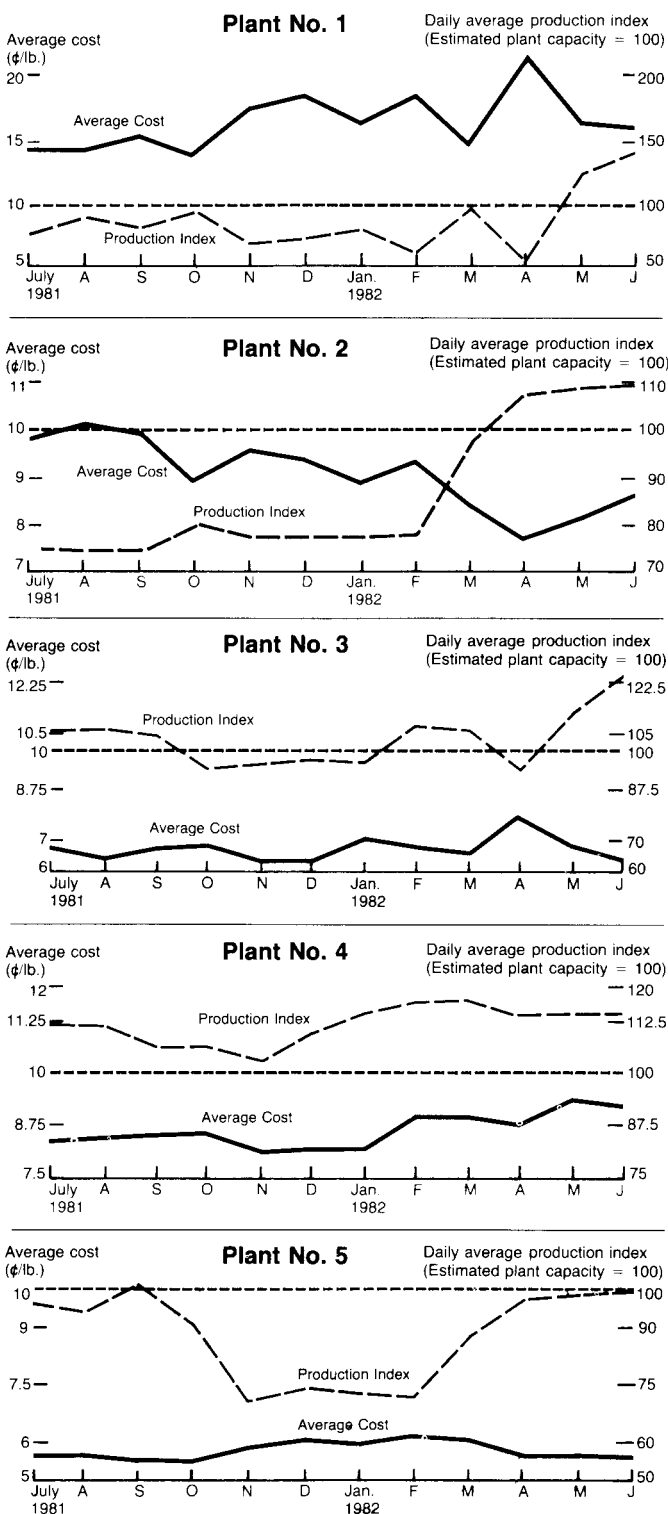 Plant No. 1
Average cost
(¢/lb.)
Daily average production index
(Estimated plant capacity = 100)
20
200
Average Cost
15
150
10
100
Production Index
5
50
July A S O N D Jan. F M A M J
1981 1982
Plant No. 2
Average cost
(¢/lb.)
Daily average production index
(Estimated plant capacity = 100)
11
110
10
100
Average Cost
9
90
Production Index
8
80
7
70
July A S O N D Jan. F M A M J
1981 1982
Plant No. 3
Average cost
(¢/lb.)
Daily average production index
(Estimated plant capacity = 100)
12.25
122.5
Production Index
10.5
105
10
100
8.75
87.5
Average Cost
7
70
6
60
July A S O N D Jan. F M A M J
1981 1982
Plant No. 4
Average cost
(¢/lb.)
Daily average production index
(Estimated plant capacity = 100)
12
120
11.25
112.5
Production Index
10
100
Average Cost
8.75
87.5
7.5
75
July A S O N D Jan. F M A M J
1981 1982
Plant No. 5
Average cost
(¢/lb.)
Daily average production index
(Estimated plant capacity = 100)
10
100
9
90
Production Index
7.5
75
Average Cost
6
60
5
50
July A S O N D Jan. F M A M J
1981 1982